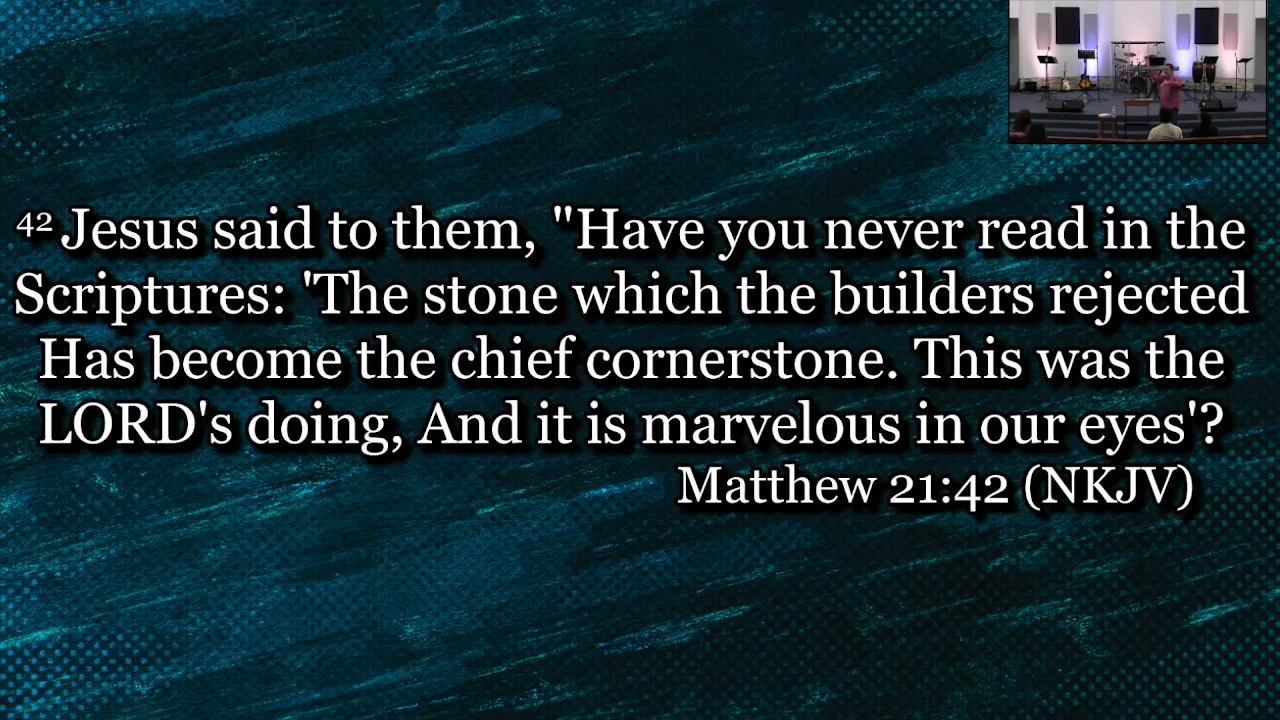 42 Jesus said to them, "Have you never read in the
Scriptures: 'The stone which the builders rejected
Has become the chief cornerstone. This was the
LORD's doing, And it is marvelous in our eyes'?
Matthew 21:42 (NKJV)